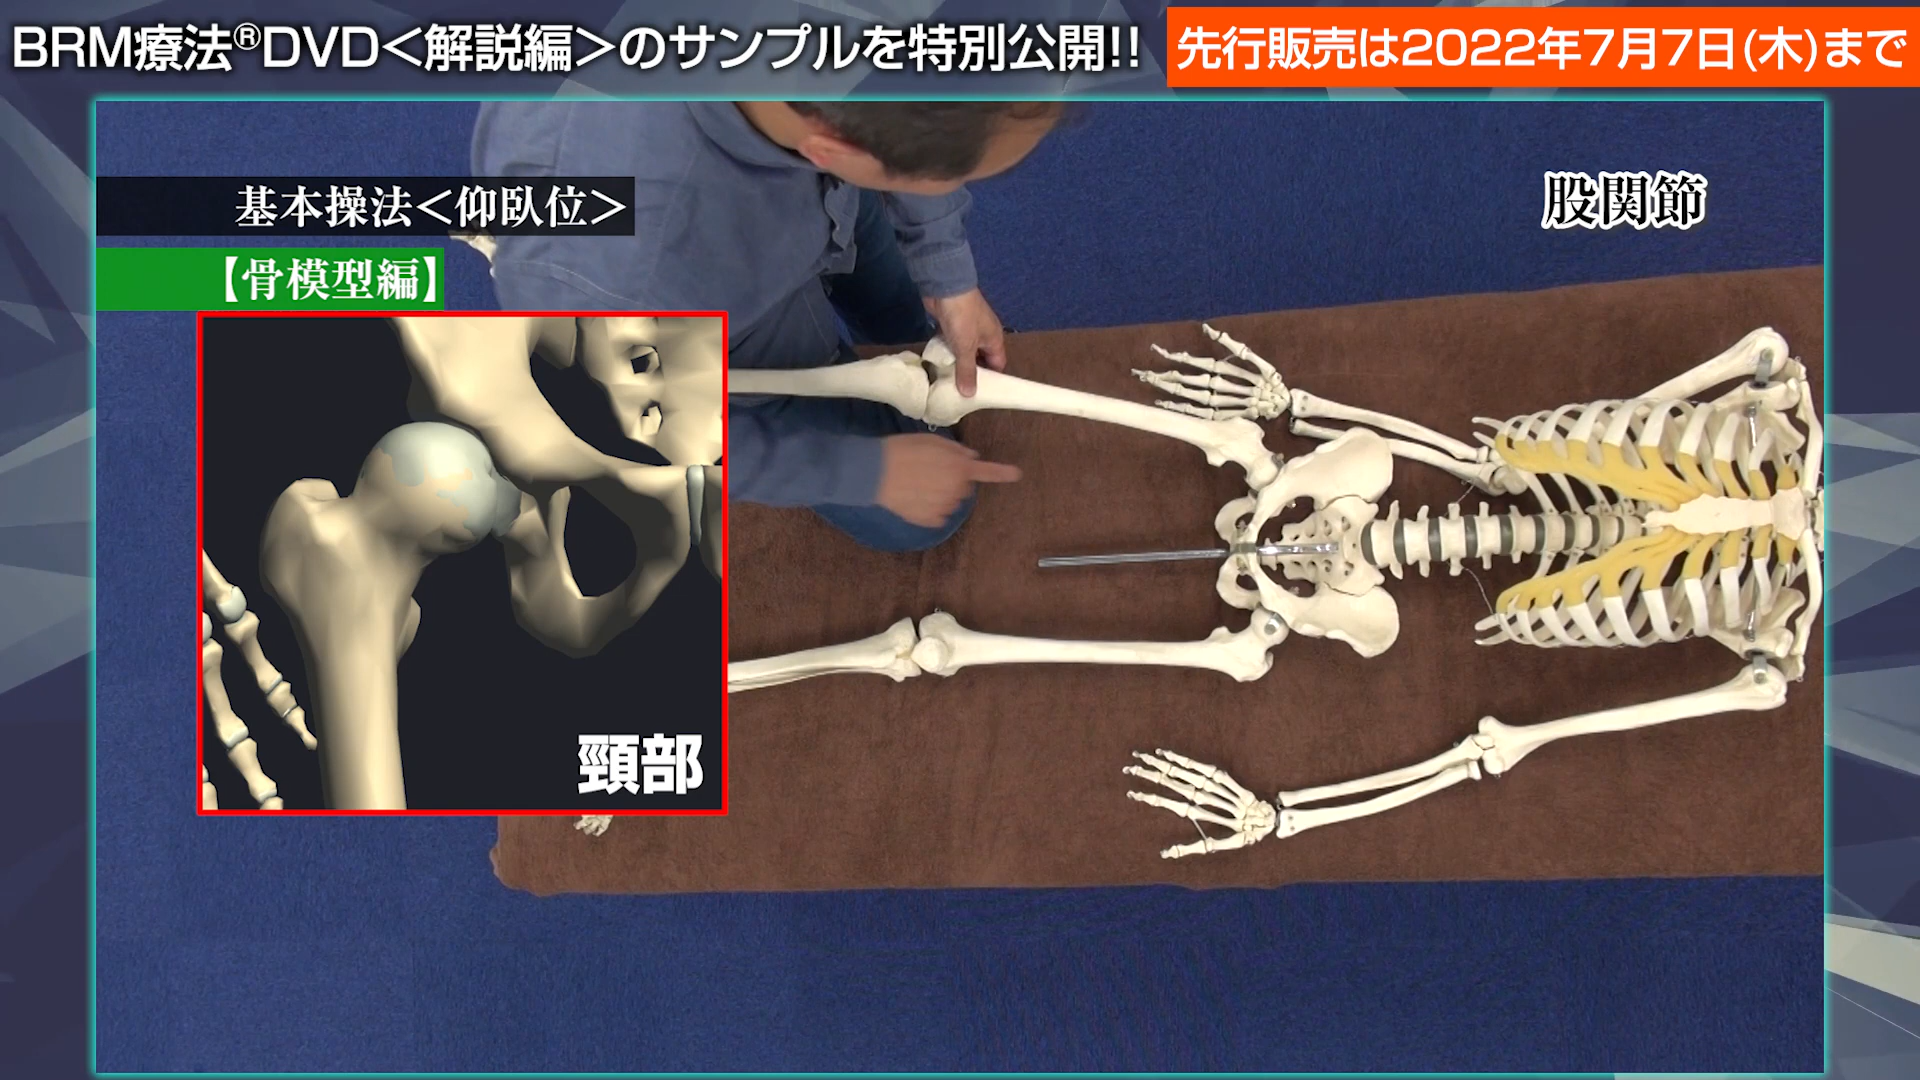 BRM療法®DVD＜解説編＞のサンプルを特別公開!!
先行販売は2022年7月7日(木)まで
基本操法＜仰臥位＞
【骨模型編】
股関節
頸部